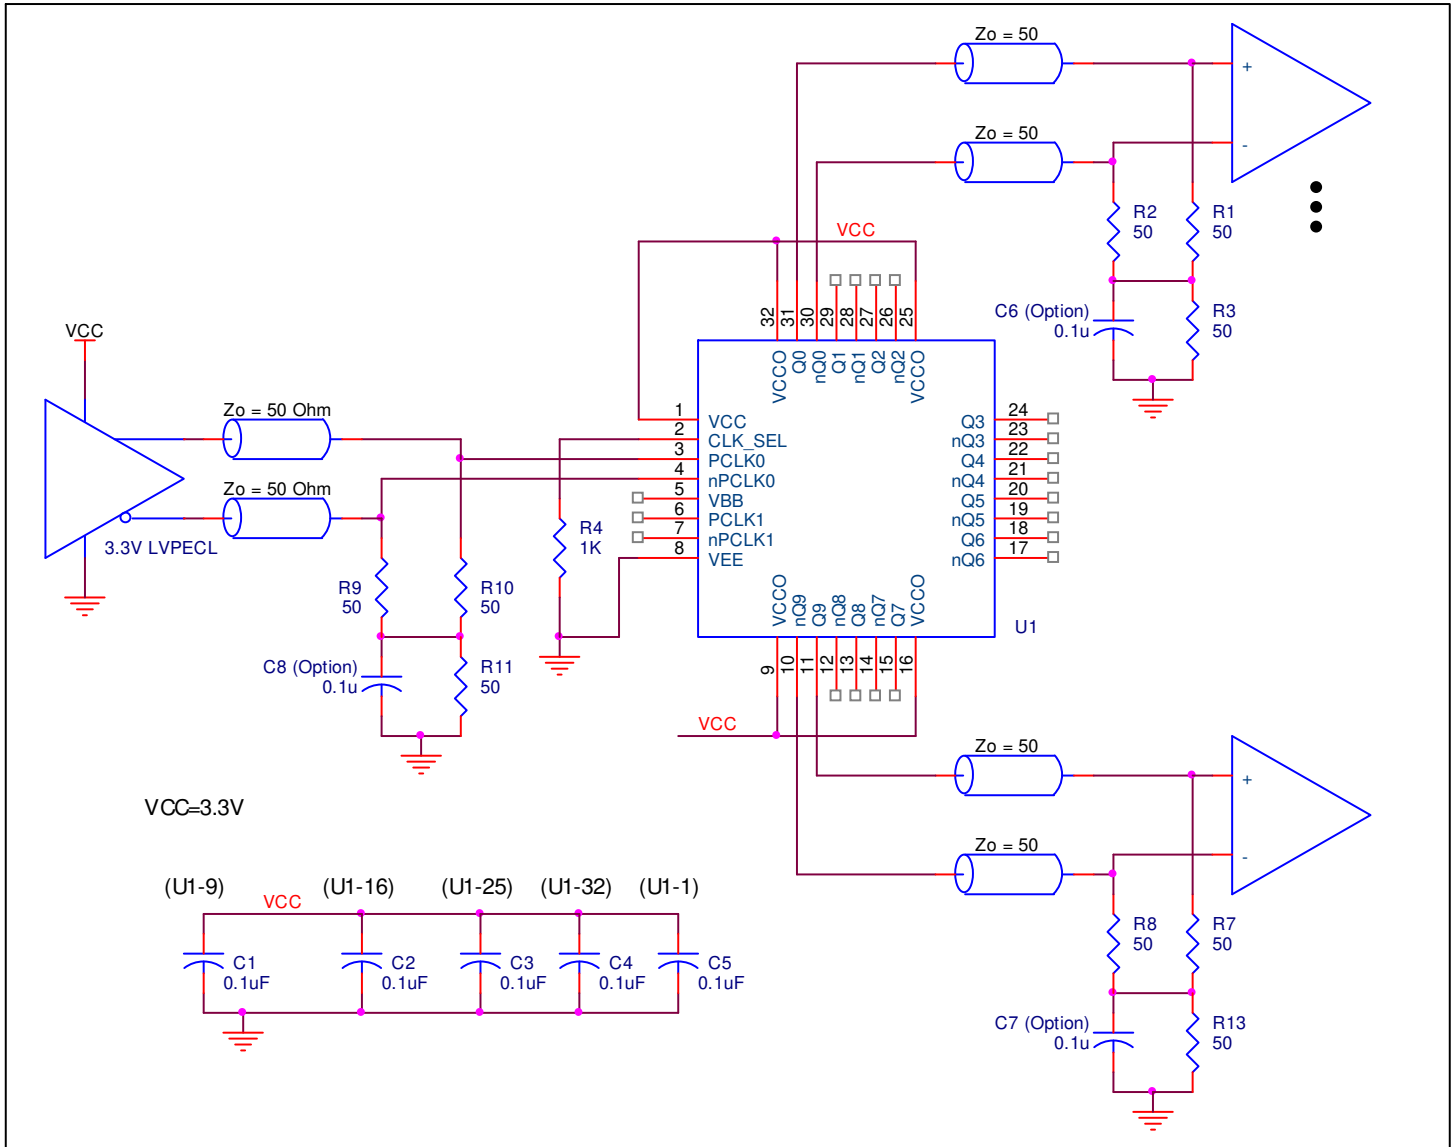 Zo = 50
+
Zo = 50
-
R2
50
R1
50
VCC
C6 (Option)
0.1u
R3
50
32
31
30
29
28
27
26
25
VCCO
Q0
nQ0
Q1
nQ1
Q2
nQ2
VCCO
VCC
Zo = 50 Ohm
Zo = 50 Ohm
3.3V LVPECL
1 VCC
2 CLK_SEL
3 PCLK0
4 nPCLK0
5 VBB
6 PCLK1
7 nPCLK1
8 VEE
Q3 24
nQ3 23
Q4 22
nQ4 21
Q5 20
nQ5 19
Q6 18
nQ6 17
R4
1K
R9
50
R10
50
C8 (Option)
0.1u
R11
50
VCCO
nQ9
Q9
nQ8
Q8
nQ7
Q7
VCCO
U1
9
10
11
12
13
14
15
16
VCC
Zo = 50
+
Zo = 50
-
R8
50
R7
50
C7 (Option)
0.1u
R13
50
VCC=3.3V
(U1-9) (U1-16) (U1-25) (U1-32) (U1-1)
VCC
C1
0.1uF
C2
0.1uF
C3
0.1uF
C4
0.1uF
C5
0.1uF